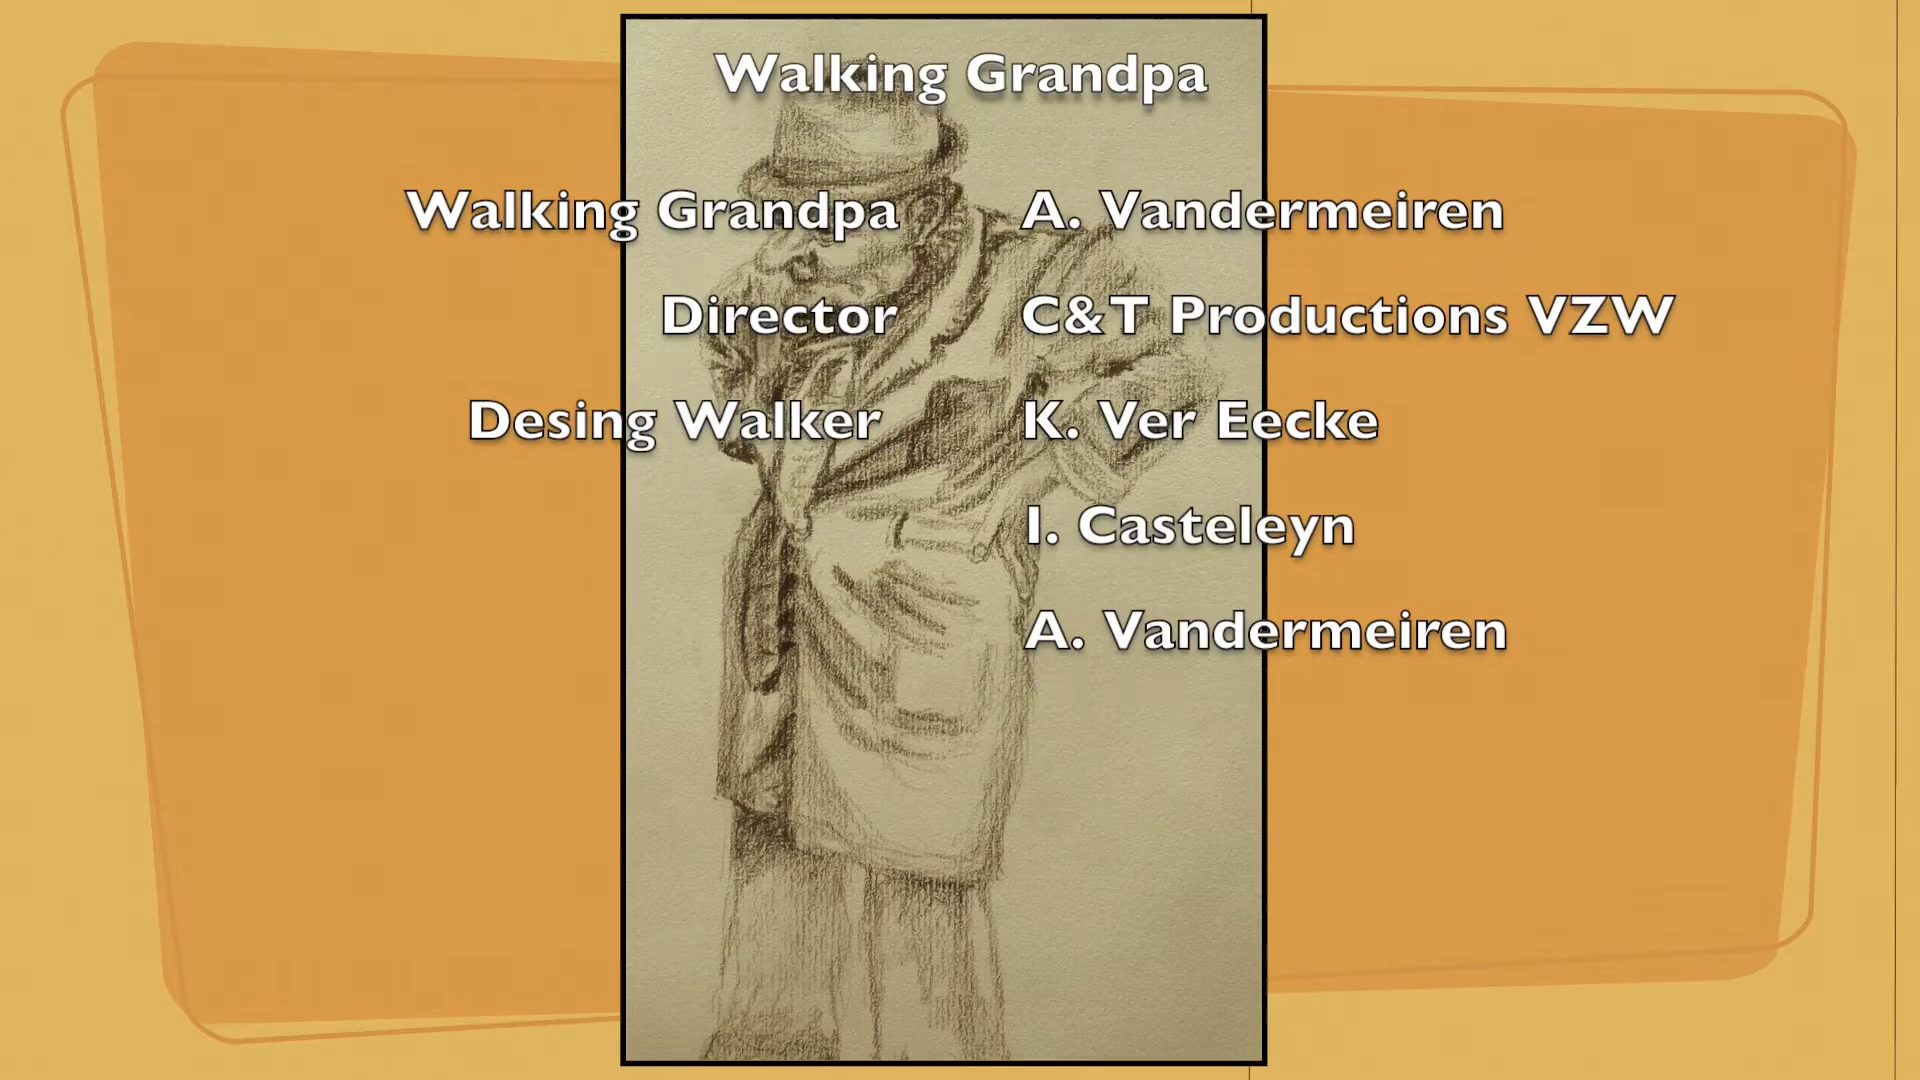 Walking Grandpa
Walking Grandpa A. Vandermeiren
Director C&T Productions VZW
Desing Walker K. Ver Eecke
I. Casteleyn
A. Vandermeiren